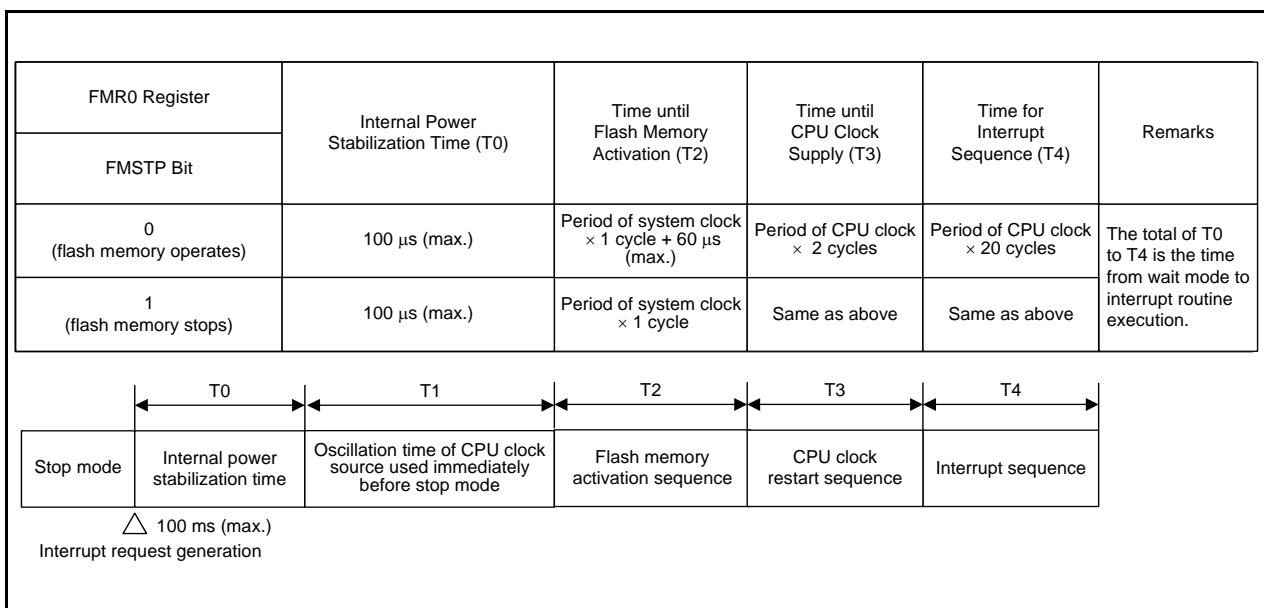 FMR0 Register
FMSTP Bit
Internal Power
Stabilization Time (T0)
Time until
Flash Memory
Activation (T2)
Time until
CPU Clock
Supply (T3)
Time for
Interrupt
Sequence (T4)
Remarks
0
(flash memory operates)
100 μs (max.)
Period of system clock
× 1 cycle + 60 μs
(max.)
Period of CPU clock
× 2 cycles
Period of CPU clock
× 20 cycles
The total of T0
to T4 is the time
from wait mode to
interrupt routine
execution.
1
(flash memory stops)
100 μs (max.)
Period of system clock
× 1 cycle
Same as above
Same as above
T0
T1
T2
T3
T4
Stop mode
Internal power
stabilization time
Oscillation time of CPU clock
source used immediately
before stop mode
Flash memory
activation sequence
CPU clock
restart sequence
Interrupt sequence
100 ms (max.)
Interrupt request generation